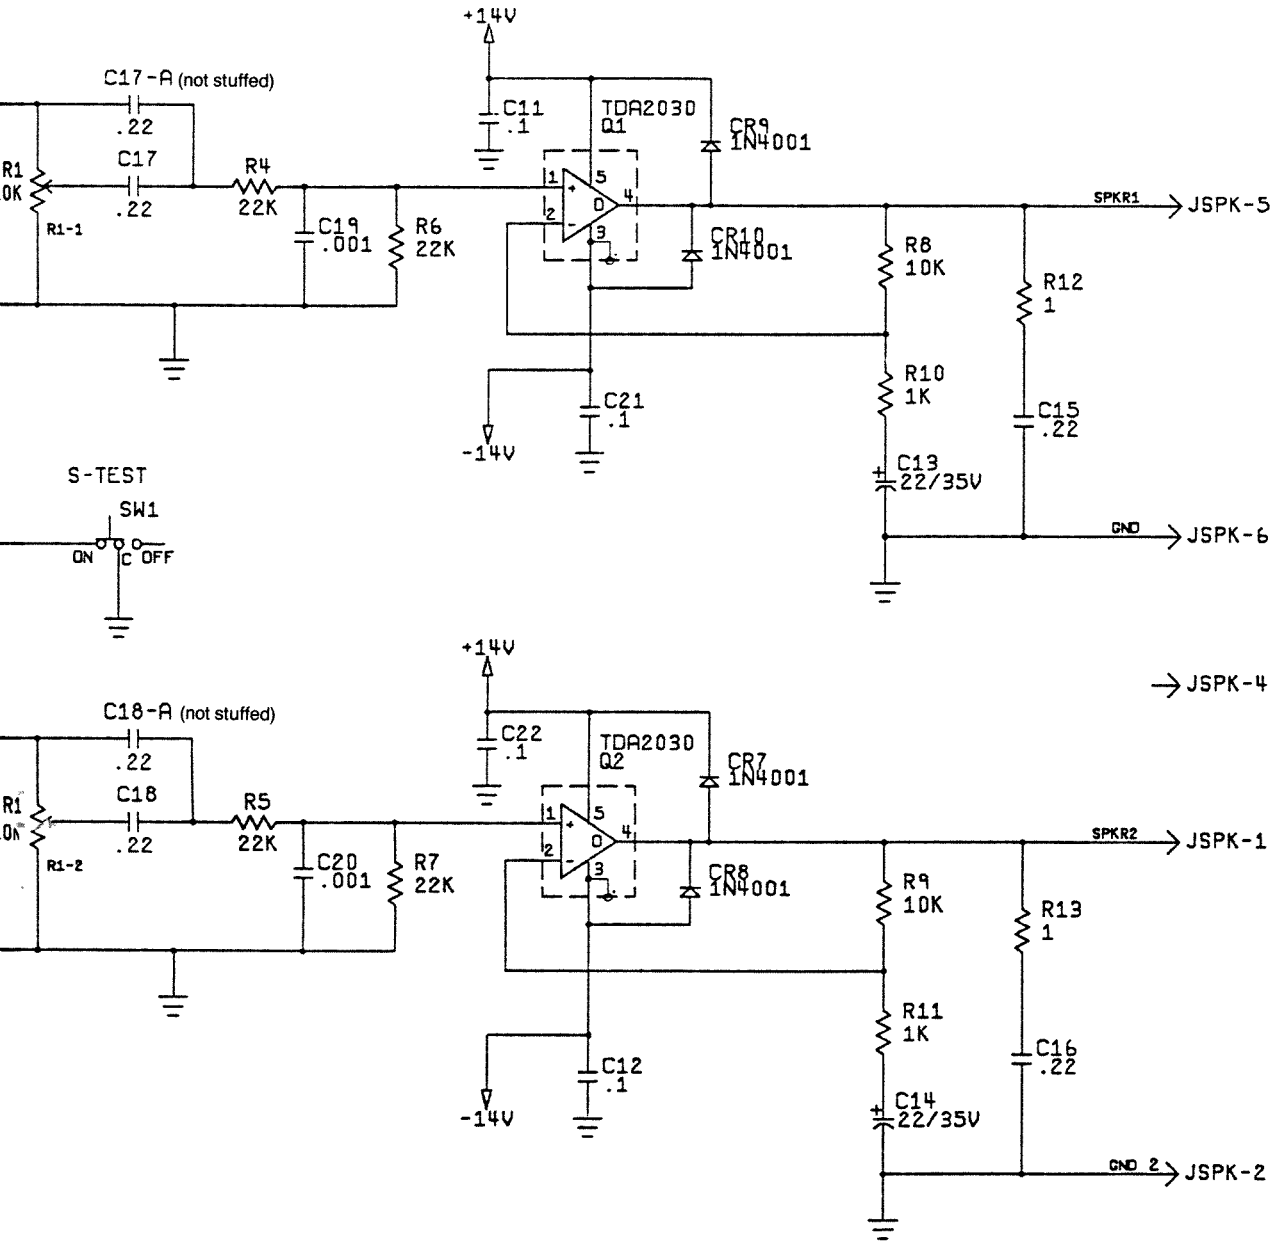 +14V
C17-A (not stuffed)
.22
C17
.22
R1
0K
R1-1
R4
22K
C19
.001
R6
22K
C11
.1
TDA2030
Q1
CR9
1N4001
1
+
5
2
-
O
4
3
CR10
1N4001
SPKR1
JSPK-5
R8
10K
R12
1
R10
1K
C21
.1
-14V
C15
.22
C13
+
22/35V
GND
JSPK-6
S-TEST
SW1
ON
C
OFF
+14V
JSPK-4
C18-A (not stuffed)
.22
C18
.22
R1
R1-2
R5
22K
C20
.001
R7
22K
C22
.1
TDA2030
Q2
CR7
1N4001
1
+
5
2
-
O
4
3
CR8
1N4001
SPKR2
JSPK-1
R9
10K
R13
1
R11
1K
C12
.1
-14V
C16
.22
C14
+
22/35V
GND 2
JSPK-2